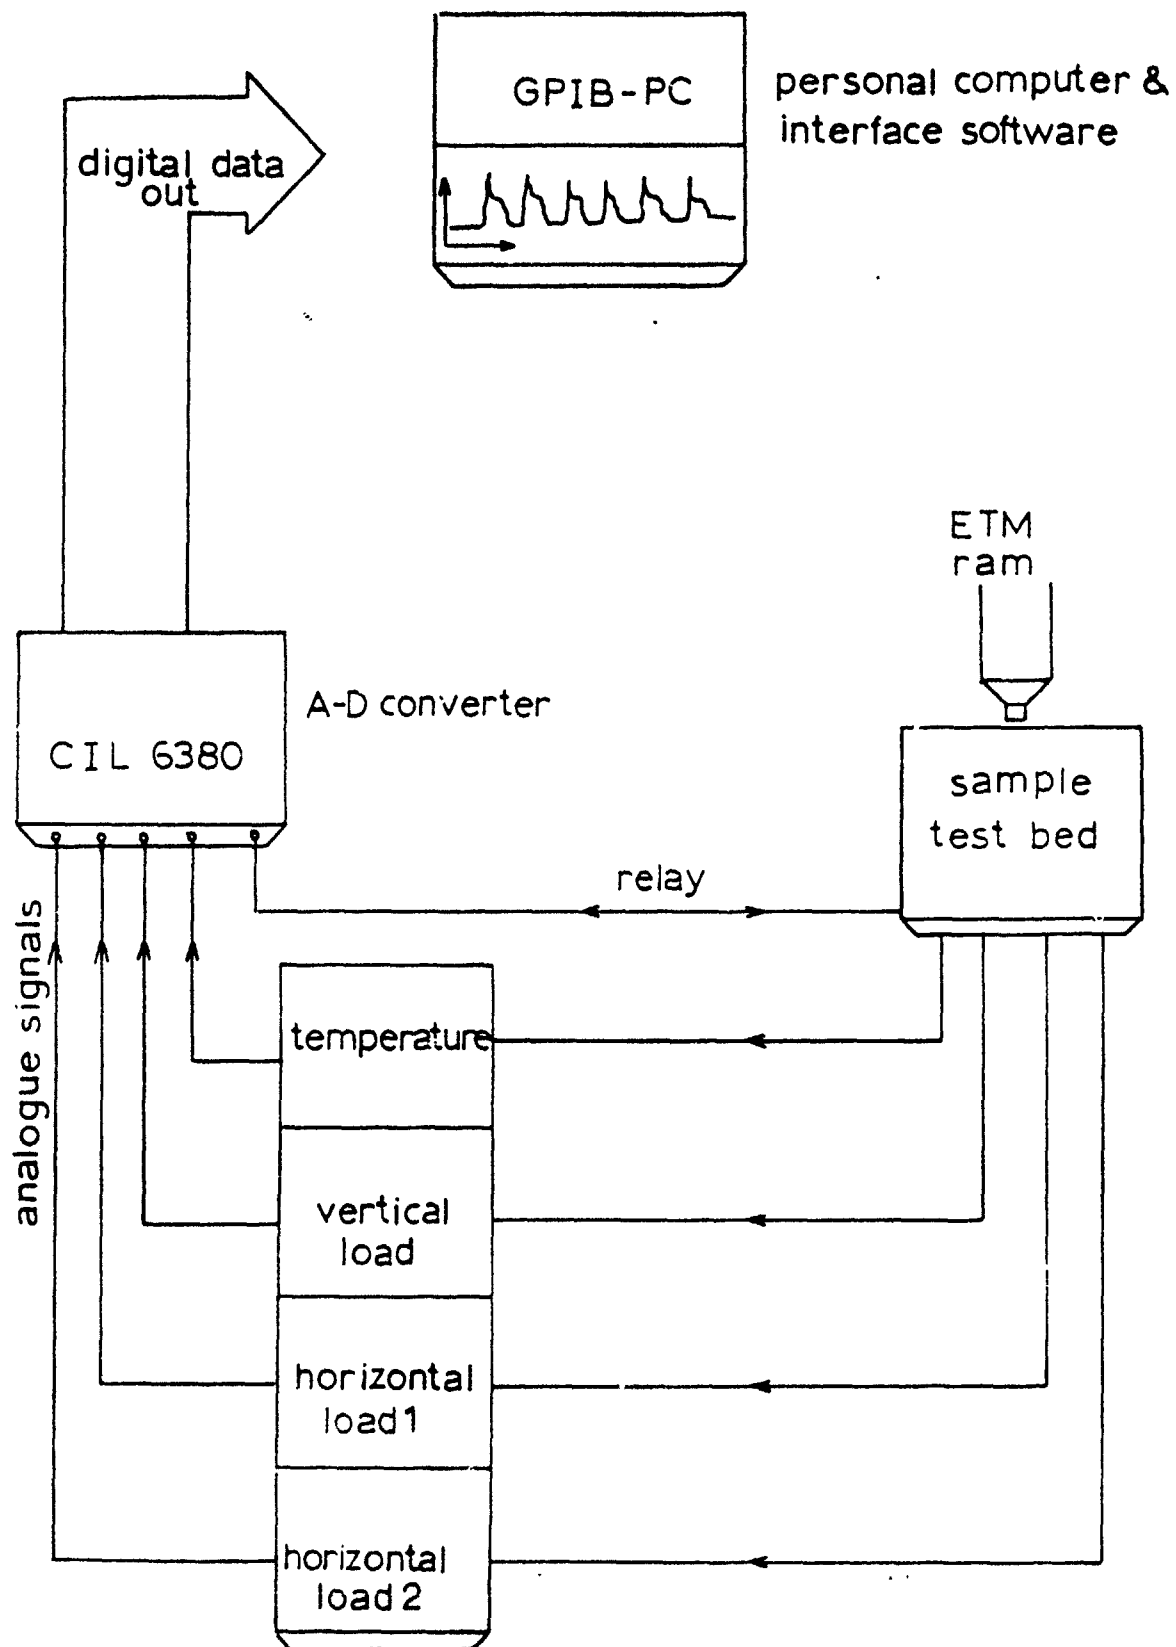 GPIB-PC
personal computer &
interface software
digital data
out
ETM
ram
A-D converter
CIL 6380
sample
test bed
relay
analogue signals
temperature
vertical
load
horizontal
load 1
horizontal
load 2